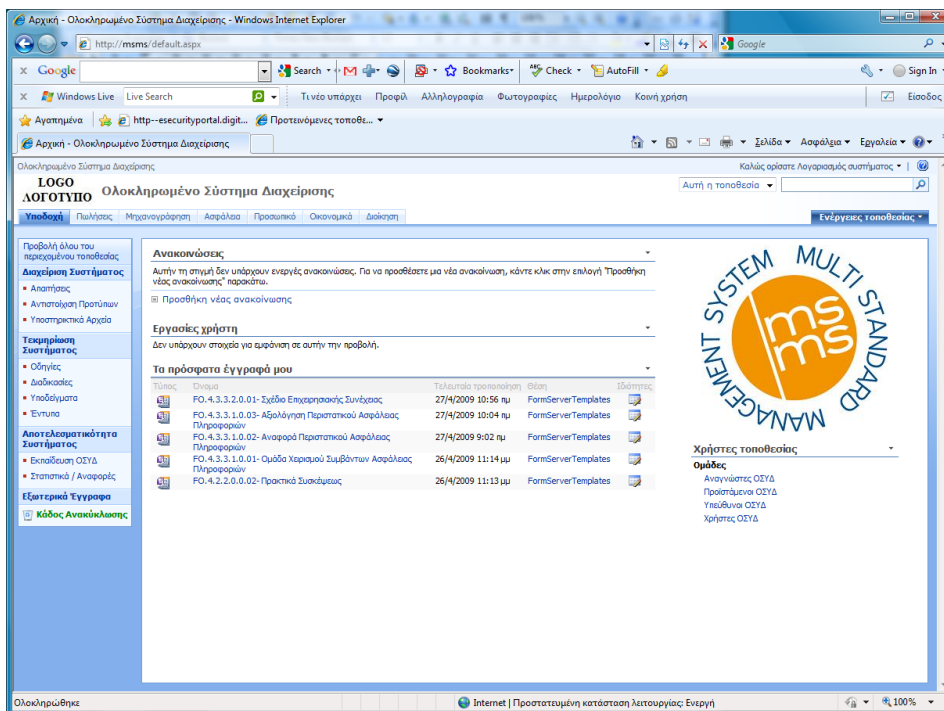 Αρχική - Ολοκληρωμένο Σύστημα Διαχείρισης - Windows Internet Explorer
http://msms/default.aspx
Google
x Google Search Bookmarks Check AutoFill Sign In
x Windows Live Live Search Τι νέο υπάρχει Προφίλ Αλληλογραφία Φωτογραφίες Ημερολόγιο Κοινή χρήση Είσοδος
Αγαπημένα http--esecurityportal.digit... Προτεινόμενες τοποθε...
Αρχική - Ολοκληρωμένο Σύστημα Διαχείρισης Σελίδα Ασφάλεια Εργαλεία
Ολοκληρωμένο Σύστημα Διαχείρισης Καλώς ορίσατε Λογαριασμός συστήματος
LOGO
ΛΟΓΟΤΥΠΟ
Ολοκληρωμένο Σύστημα Διαχείρισης
Αυτή η τοποθεσία
Υποδοχή Πωλήσεις Μηχανογράφηση Ασφάλεια Προσωπικό Οικονομικά Διοίκηση Ενέργειες τοποθεσίας
Προβολή όλου του
περιεχομένου τοποθεσίας
Διαχείριση Συστήματος
Απαιτήσεις
Αντιστοίχιση Προτύπων
Υποστηρικτικά Αρχεία
Τεκμηρίωση
Συστήματος
Οδηγίες
Διαδικασίες
Υποδείγματα
Έντυπα
Αποτελεσματικότητα
Συστήματος
Εκπαίδευση ΟΣΥΔ
Στατιστικά / Αναφορές
Εξωτερικά Έγγραφα
Κάδος Ανακύκλωσης
Ανακοινώσεις
Αυτήν τη στιγμή δεν υπάρχουν ενεργές ανακοινώσεις. Για να προσθέσετε μια νέα ανακοίνωση, κάντε κλικ στην επιλογή "Προσθήκη
νέας ανακοίνωσης" παρακάτω.
Προσθήκη νέας ανακοίνωσης
Εργασίες χρήστη
Δεν υπάρχουν στοιχεία για εμφάνιση σε αυτήν την προβολή.
Τα πρόσφατα έγγραφά μου
Τύπος Όνομα Τελευταία τροποποίηση Θέση Ιδιότητες
FO.4.3.3.2.0.01- Σχέδιο Επιχειρησιακής Συνέχειας 27/4/2009 10:56 πμ FormServerTemplates
FO.4.3.3.1.0.03- Αξιολόγηση Περιστατικού Ασφάλειας
Πληροφοριών 27/4/2009 10:04 πμ FormServerTemplates
FO.4.3.3.1.0.02- Αναφορά Περιστατικού Ασφάλειας
Πληροφοριών 27/4/2009 9:02 πμ FormServerTemplates
FO.4.3.3.1.0.01- Ομάδα Χειρισμού Συμβάντων Ασφάλειας
Πληροφοριών 26/4/2009 11:14 μμ FormServerTemplates
FO.4.2.2.0.0.02- Πρακτικά Συσκέψεως 26/4/2009 11:13 μμ FormServerTemplates
MULTI STANDARD MANAGEMENT SYSTEM
ms
ms
Χρήστες τοποθεσίας
Ομάδες
Αναγνώστες ΟΣΥΔ
Προϊστάμενοι ΟΣΥΔ
Υπεύθυνοι ΟΣΥΔ
Χρήστες ΟΣΥΔ
Ολοκληρώθηκε Internet | Προστατευμένη κατάσταση λειτουργίας: Ενεργή 100%